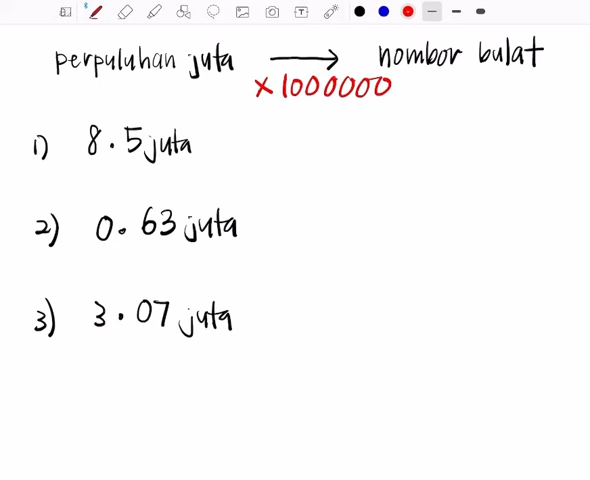 perpuluhan juta → nombor bulat
×1000000
1) 8.5 juta
2) 0.63 juta
3) 3.07 juta